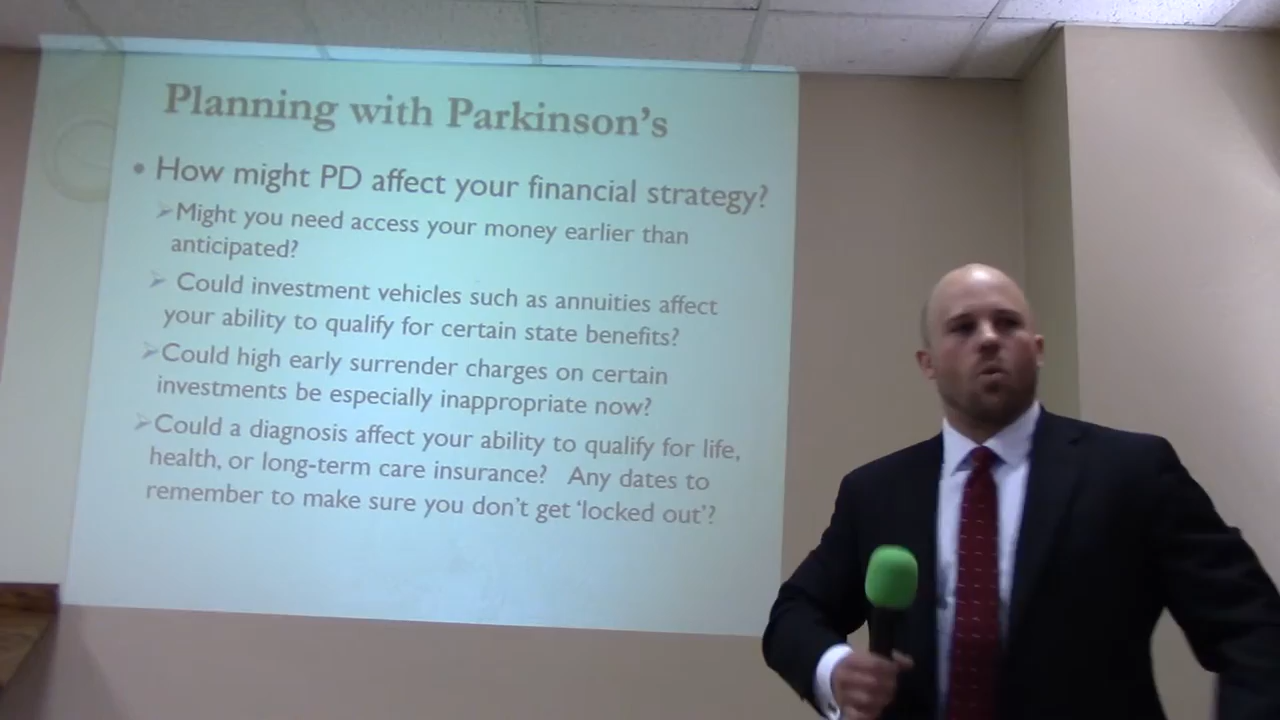 Planning with Parkinson's
• How might PD affect your financial strategy?
➢Might you need access your money earlier than
anticipated?
➢ Could investment vehicles such as annuities affect
your ability to qualify for certain state benefits?
➢Could high early surrender charges on certain
investments be especially inappropriate now?
➢Could a diagnosis affect your ability to qualify for life,
health, or long-term care insurance? Any dates to
remember to make sure you don't get 'locked out'?